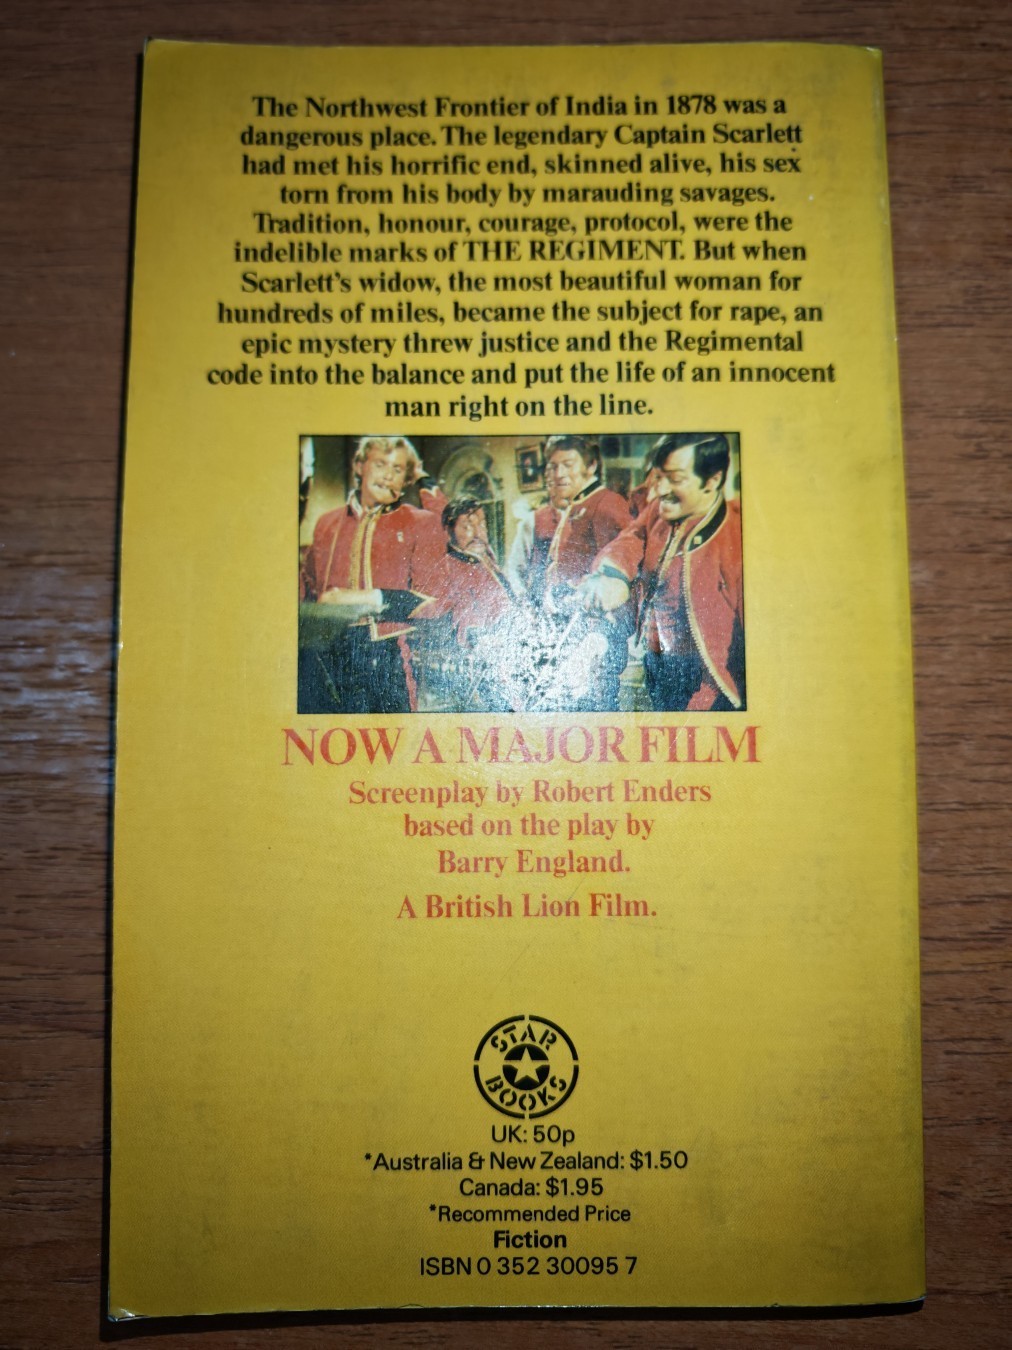 The Northwest Frontier of India in 1878 was a
dangerous place. The legendary Captain Scarlett
had met his horrific end, skinned alive, his sex
torn from his body by marauding savages.
Tradition, honour, courage, protocol, were the
indelible marks of THE REGIMENT. But when
Scarlett's widow, the most beautiful woman for
hundreds of miles, became the subject for rape, an
epic mystery threw justice and the Regimental
code into the balance and put the life of an innocent
man right on the line.
NOW A MAJOR FILM
Screenplay by Robert Enders
based on the play by
Barry England.
A British Lion Film.
STAR
BOOKS
UK: 50p
*Australia & New Zealand: $1.50
Canada: $1.95
*Recommended Price
Fiction
ISBN 0 352 30095 7